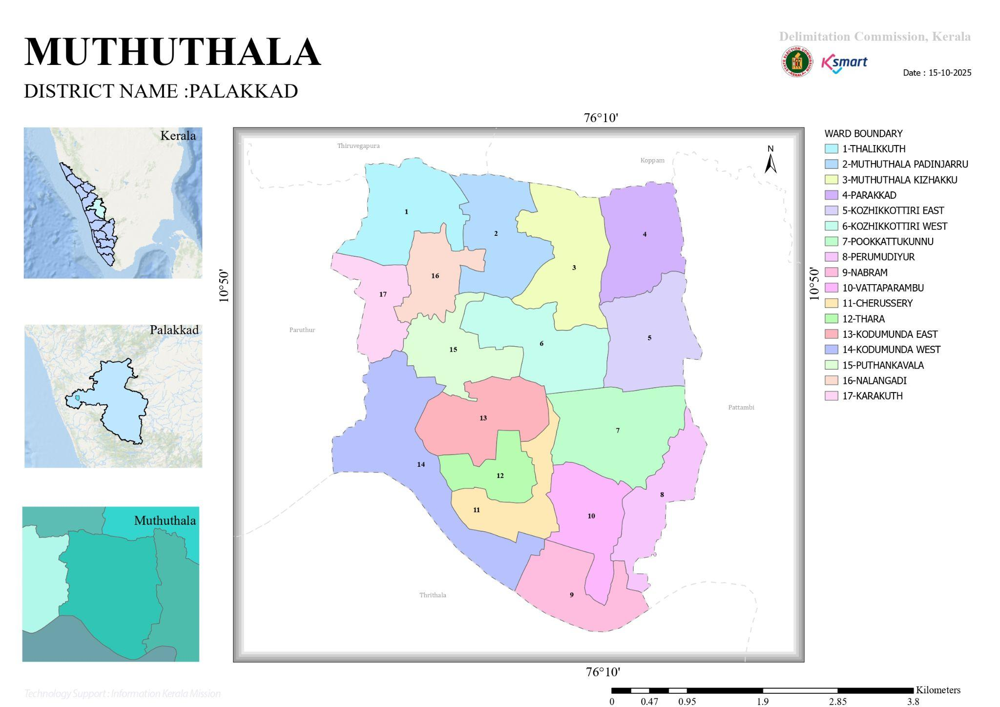 MUTHUTHALA
DISTRICT NAME :PALAKKAD
Delimitation Commission, Kerala
STATE ELECTION COMMISSION
KERALA
Ksmart
Date : 15-10-2025
Kerala
Palakkad
Muthuthala
76°10'
10°50'
10°50'
76°10'
Thiruvegapura
Koppam
N
Paruthur
Pattambi
Thrithala
1
2
3
4
16
17
5
6
15
13
7
14
12
8
11
10
9
WARD BOUNDARY
1-THALIKKUTH
2-MUTHUTHALA PADINJARRU
3-MUTHUTHALA KIZHAKKU
4-PARAKKAD
5-KOZHIKKOTTIRI EAST
6-KOZHIKKOTTIRI WEST
7-POOKKATTUKUNNU
8-PERUMUDIYUR
9-NABRAM
10-VATTAPARAMBU
11-CHERUSSERY
12-THARA
13-KODUMUNDA EAST
14-KODUMUNDA WEST
15-PUTHANKAVALA
16-NALANGADI
17-KARAKUTH
Technology Support : Information Kerala Mission
Kilometers
0 0.47 0.95 1.9 2.85 3.8